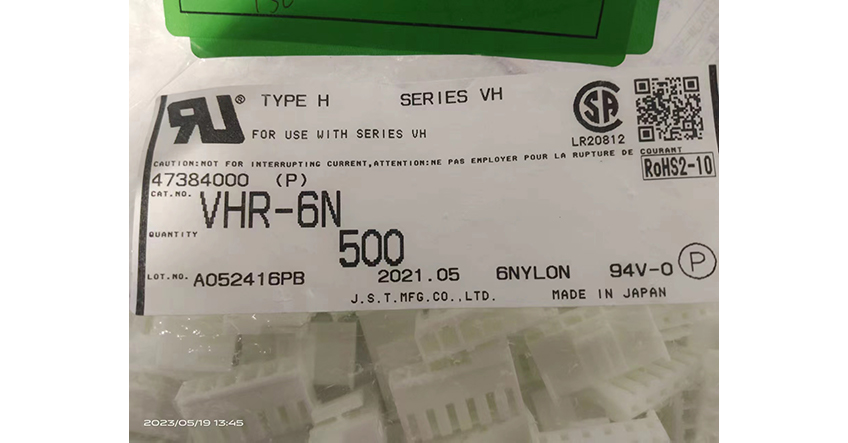 130
TYPE H SERIES VH
FOR USE WITH SERIES VH
LR20812
CAUTION:NOT FOR INTERRUPTING CURRENT,ATTENTION:NE PAS EMPLOYER POUR LA RUPTURE DE COURANT
RoHS2-10
47384000 (P)
CAT.NO. VHR-6N
QUANTITY 500
LOT.NO. A052416PB 2021.05 6NYLON 94V-0 P
J.S.T.MFG.CO.,LTD. MADE IN JAPAN
2023/05/19 13:45